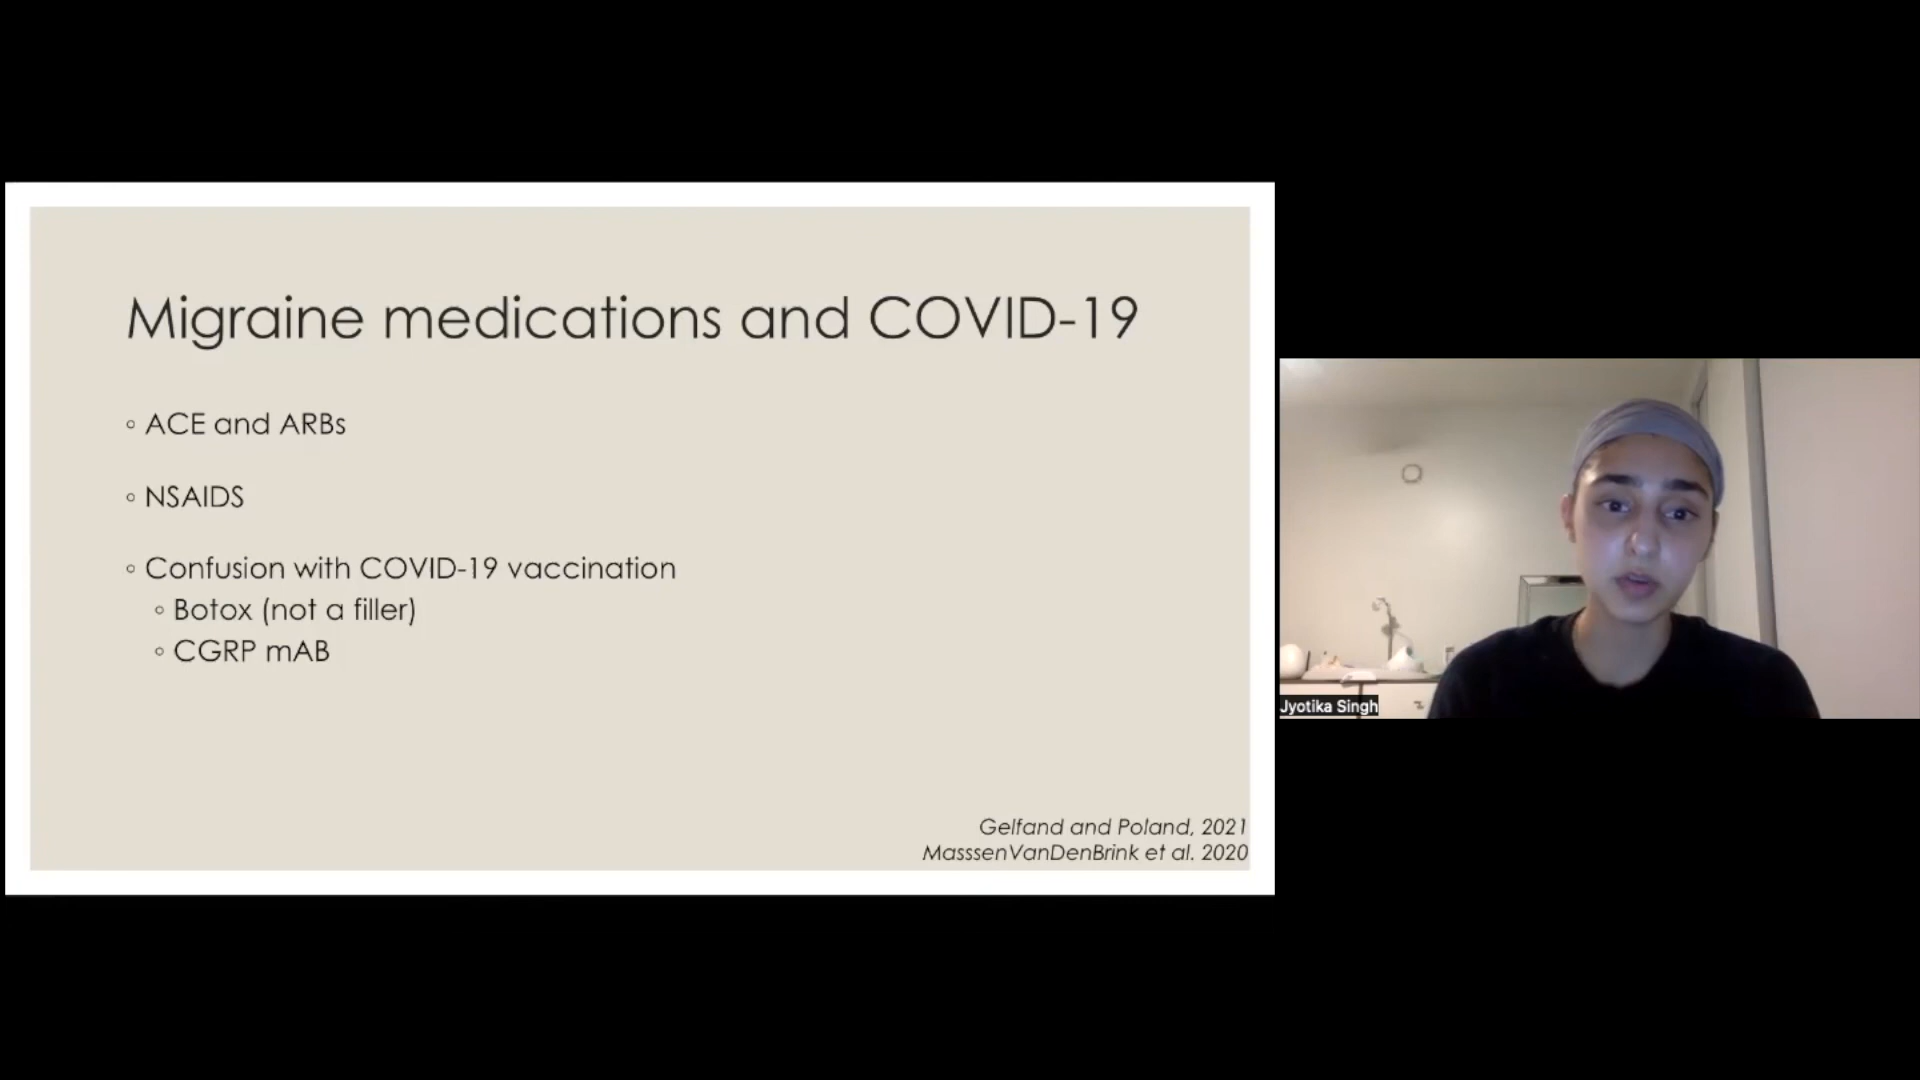 Migraine medications and COVID-19
◦ ACE and ARBs
◦ NSAIDS
◦ Confusion with COVID-19 vaccination
◦ Botox (not a filler)
◦ CGRP mAB
Gelfand and Poland, 2021
MasssenVanDenBrink et al. 2020
Jyotika Singh